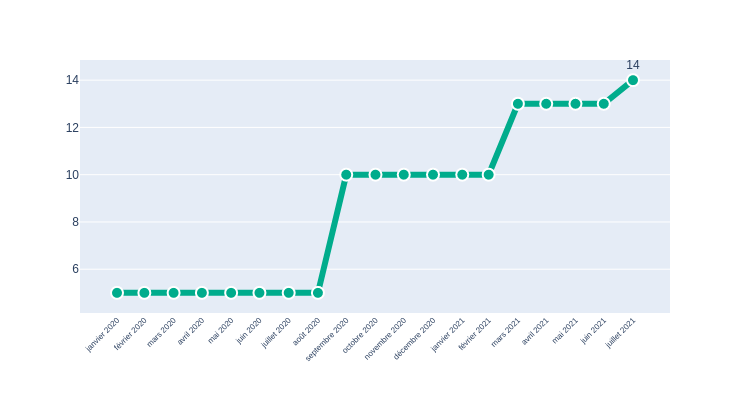 14
14
12
10
8
6
janvier 2020
février 2020
mars 2020
avril 2020
mai 2020
juin 2020
juillet 2020
août 2020
septembre 2020
octobre 2020
novembre 2020
décembre 2020
janvier 2021
février 2021
mars 2021
avril 2021
mai 2021
juin 2021
juillet 2021